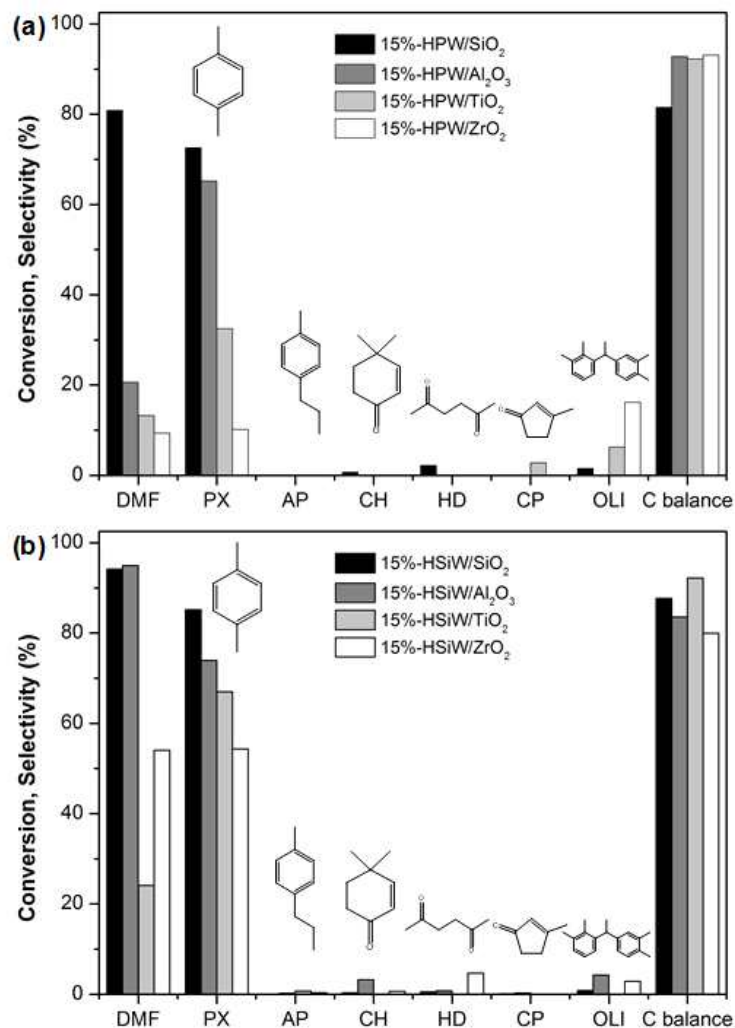 (a)
100
80
60
40
20
0
Conversion, Selectivity (%)
15%-HPW/SiO₂
15%-HPW/Al₂O₃
15%-HPW/TiO₂
15%-HPW/ZrO₂
O
O
O
O
DMF PX AP CH HD CP OLI C balance
(b)
100
80
60
40
20
0
Conversion, Selectivity (%)
15%-HSiW/SiO₂
15%-HSiW/Al₂O₃
15%-HSiW/TiO₂
15%-HSiW/ZrO₂
O
O
O
O
DMF PX AP CH HD CP OLI C balance